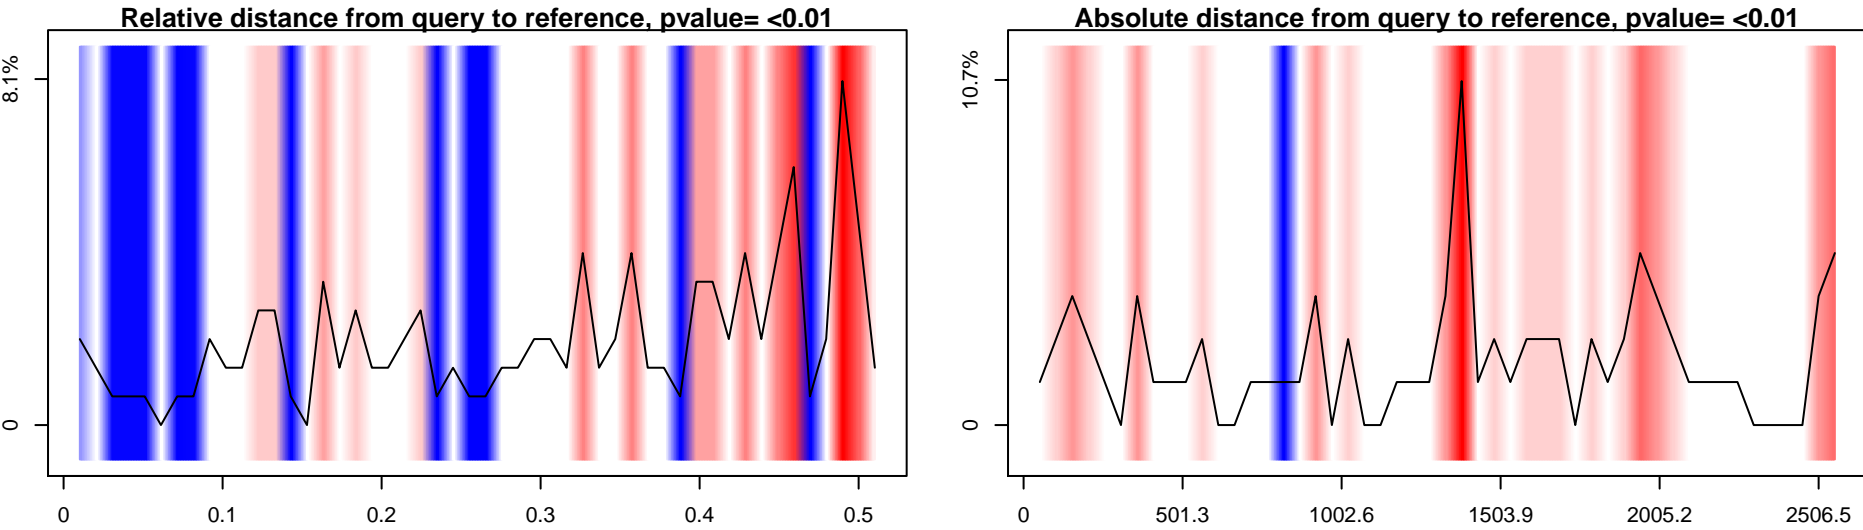 Relative distance from query to reference, pvalue= <0.01
8.1%
0
0 0.1 0.2 0.3 0.4 0.5
Absolute distance from query to reference, pvalue= <0.01
10.7%
0
0 501.3 1002.6 1503.9 2005.2 2506.5